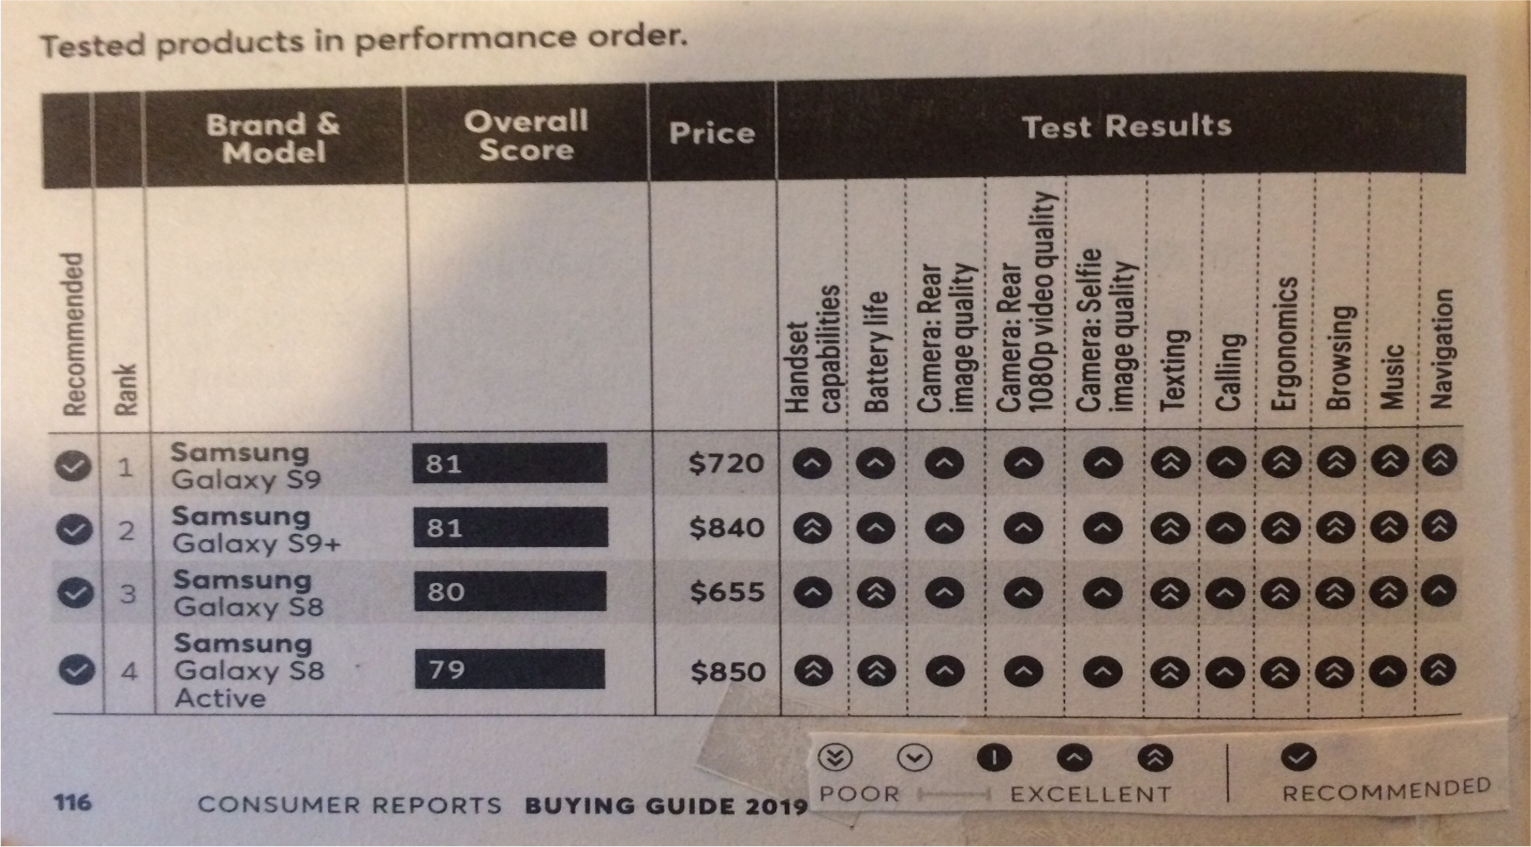 Tested products in performance order.
Brand & Model
Overall Score
Price
Test Results
Recommended
Rank
Handset capabilities
Battery life
Camera: Rear image quality
Camera: Rear 1080p video quality
Camera: Selfie image quality
Texting
Calling
Ergonomics
Browsing
Music
Navigation
1 Samsung Galaxy S9 81 $720
2 Samsung Galaxy S9+ 81 $840
3 Samsung Galaxy S8 80 $655
4 Samsung Galaxy S8 Active 79 $850
POOR EXCELLENT RECOMMENDED
116 CONSUMER REPORTS BUYING GUIDE 2019